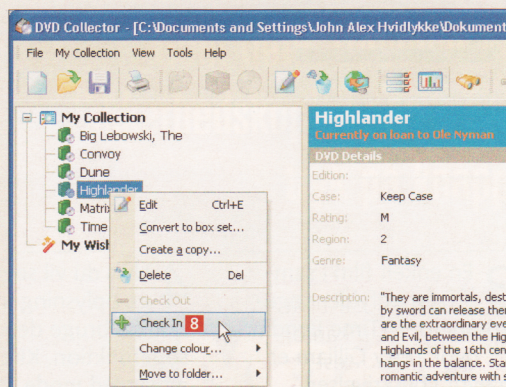 DVD Collector - [C:\Documents and Settings\John Alex Hvidlykke\Dokument
File My Collection View Tools Help
My Collection
Big Lebowski, The
Convoy
Dune
Highlander
Matrix
Time
My Wish
Edit Ctrl+E
Convert to box set...
Create a copy...
Delete Del
Check Out
Check In 8
Change colour...
Move to folder...
Highlander
Currently on loan to Ole Nyman
DVD Details
Edition:
Case: Keep Case
Rating: M
Region: 2
Genre: Fantasy
Description: "They are immortals, dest
by sword can release the
are the extraordinary eve
and Evil, between the Hig
Highlands of the 16th cen
hangs in the balance. Sta
romantic adventure with s